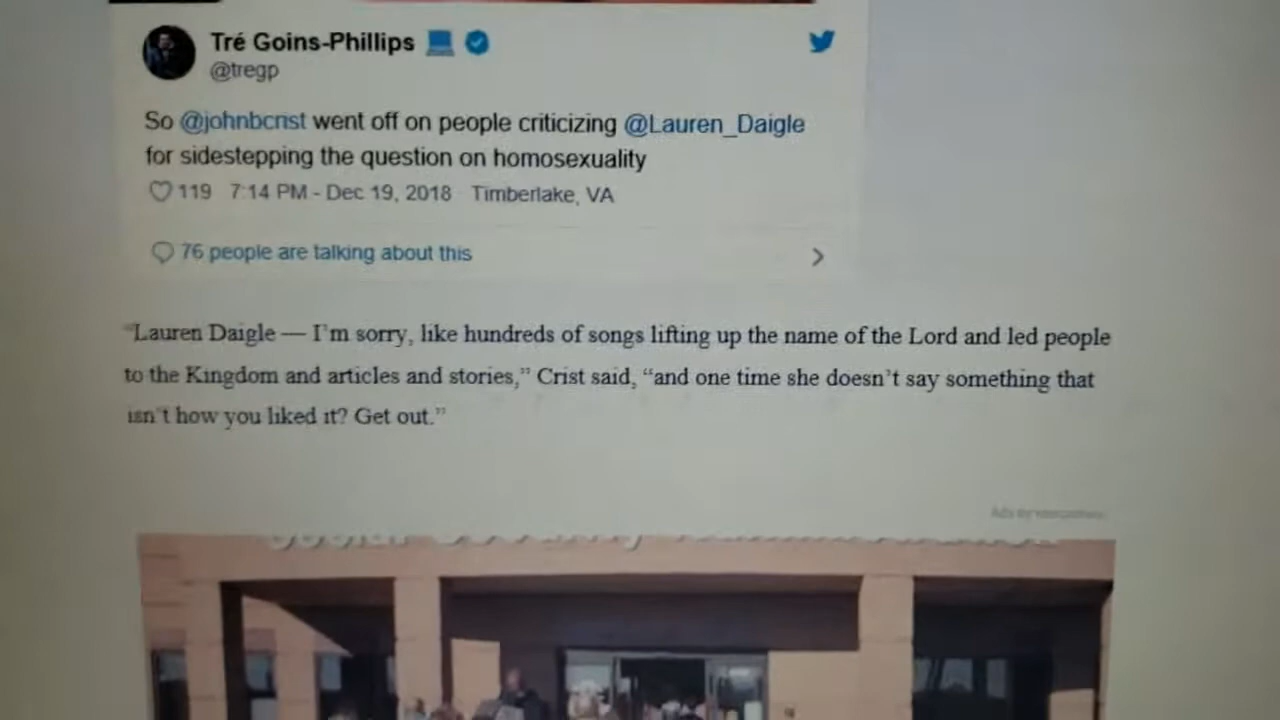 Tré Goins-Phillips
@tregp
So @johnbcrist went off on people criticizing @Lauren_Daigle
for sidestepping the question on homosexuality
119 7:14 PM - Dec 19, 2018 Timberlake, VA
76 people are talking about this
"Lauren Daigle — I'm sorry, like hundreds of songs lifting up the name of the Lord and led people
to the Kingdom and articles and stories," Crist said, "and one time she doesn't say something that
isn't how you liked it? Get out."
Ads by